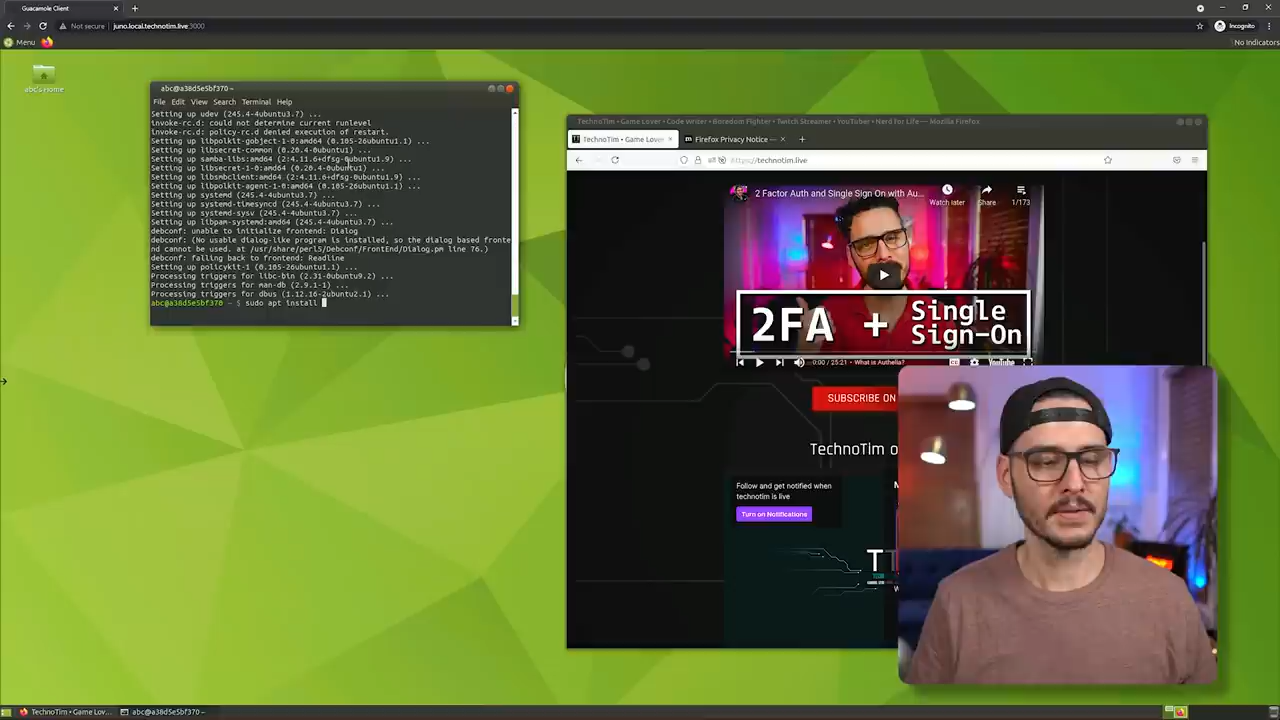 Guacamole Client
Not secure
juno.local.technotim.live:3000
Incognito
Menu
No Indicators
abc's Home
abc@a38d5e5bf370: ~
File Edit View Search Terminal Help
Setting up udev (245.4-4ubuntu3.7) ...
invoke-rc.d: could not determine current runlevel
invoke-rc.d: policy-rc.d denied execution of restart.
Setting up libpolkit-gobject-1-0:amd64 (0.105-26ubuntu1.1) ...
Setting up libsecret-common (0.20.4-0ubuntu1) ...
Setting up samba-libs:amd64 (2:4.11.6+dfsg-0ubuntu1.9) ...
Setting up libsecret-1-0:amd64 (0.20.4-0ubuntu1) ...
Setting up libsmbclient:amd64 (2:4.11.6+dfsg-0ubuntu1.9) ...
Setting up libpolkit-agent-1-0:amd64 (0.105-26ubuntu1.1) ...
Setting up systemd (245.4-4ubuntu3.7) ...
Setting up systemd-timesyncd (245.4-4ubuntu3.7) ...
Setting up systemd-sysv (245.4-4ubuntu3.7) ...
Setting up libpam-systemd:amd64 (245.4-4ubuntu3.7) ...
debconf: unable to initialize frontend: Dialog
debconf: (No usable dialog-like program is installed, so the dialog based fronte
nd cannot be used. at /usr/share/perl5/Debconf/FrontEnd/Dialog.pm line 76.)
debconf: falling back to frontend: Readline
Setting up policykit-1 (0.105-26ubuntu1.1) ...
Processing triggers for libc-bin (2.31-0ubuntu9.2) ...
Processing triggers for man-db (2.9.1-1) ...
Processing triggers for dbus (1.12.16-2ubuntu2.1) ...
abc@a38d5e5bf370:~$ sudo apt install
TechnoTim • Game Lover • Code Writer • Boredom Fighter • Twitch Streamer • YouTuber • Nerd for Life — Mozilla Firefox
TechnoTim • Game Lover
Firefox Privacy Notice —
https://technotim.live
2 Factor Auth and Single Sign On with Au...
Watch later
Share
1/173
2FA + Single
Sign-On
0:00 / 25:21 • What is Authelia?
YouTube
SUBSCRIBE ON
TechnoTim o
Follow and get notified when
technotim is live
Turn on Notifications
TechnoTim • Game Lov...
abc@a38d5e5bf370: ~